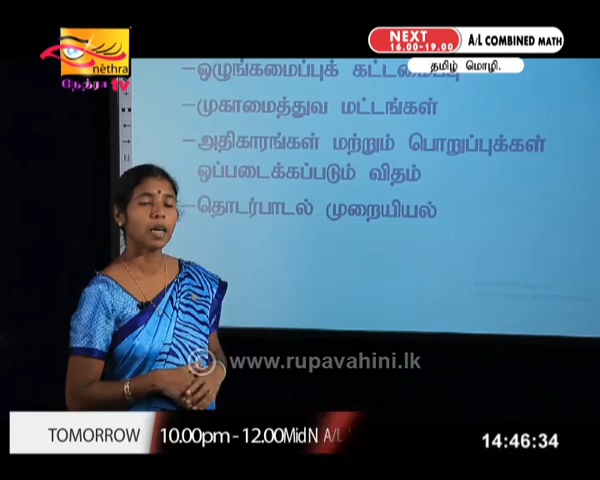 nēthra
நேத்ரா TV
NEXT
16.00-19.00
A/L COMBINED MATH
தமிழ் மொழி.
–ஒழுங்கமைப்புக் கட்டமைப்பு
–முகாமைத்துவ மட்டங்கள்
–அதிகாரங்கள் மற்றும் பொறுப்புக்கள்
ஒப்படைக்கப்படும் விதம்
–தொடர்பாடல் முறையியல்
© www.rupavahini.lk
TOMORROW 10.00pm - 12.00MidN A/L
14:46:34